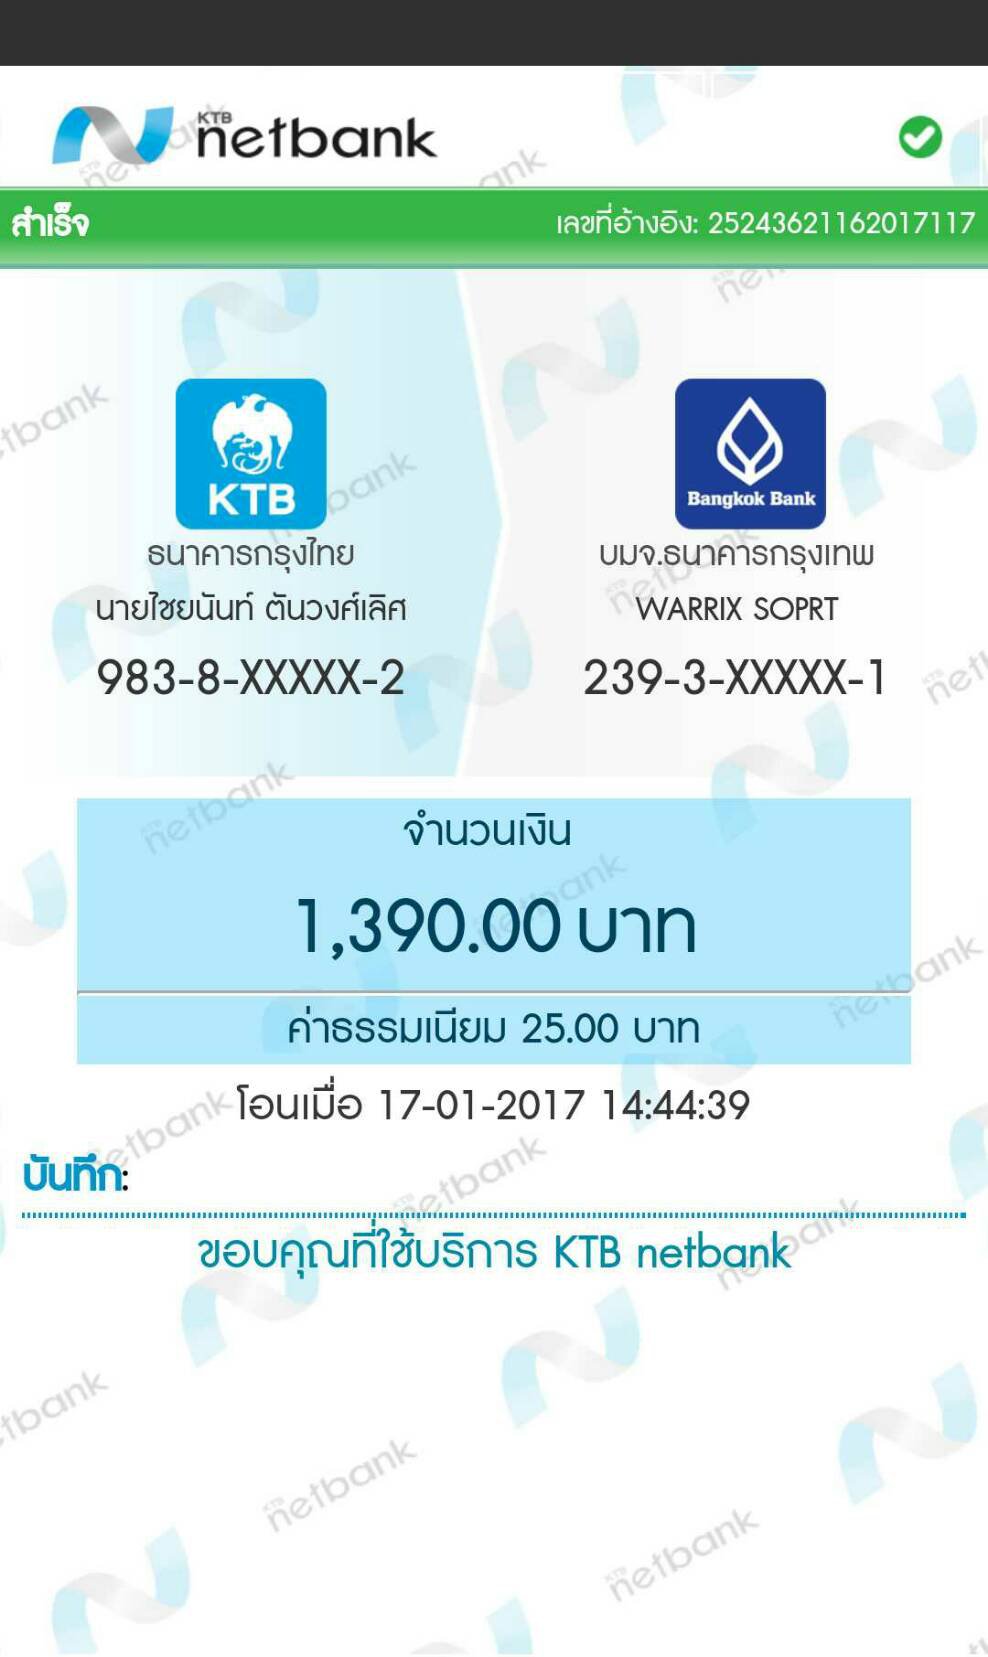 KTB
netbank
สำเร็จ
เลขที่อ้างอิง: 25243621162017117
KTB
Bangkok Bank
ธนาคารกรุงไทย
บมจ.ธนาคารกรุงเทพ
นายไชยนันท์ ตันวงศ์เลิศ
WARRIX SOPRT
983-8-XXXXX-2
239-3-XXXXX-1
จำนวนเงิน
1,390.00 บาท
ค่าธรรมเนียม 25.00 บาท
โอนเมื่อ 17-01-2017 14:44:39
บันทึก:
ขอบคุณที่ใช้บริการ KTB netbank